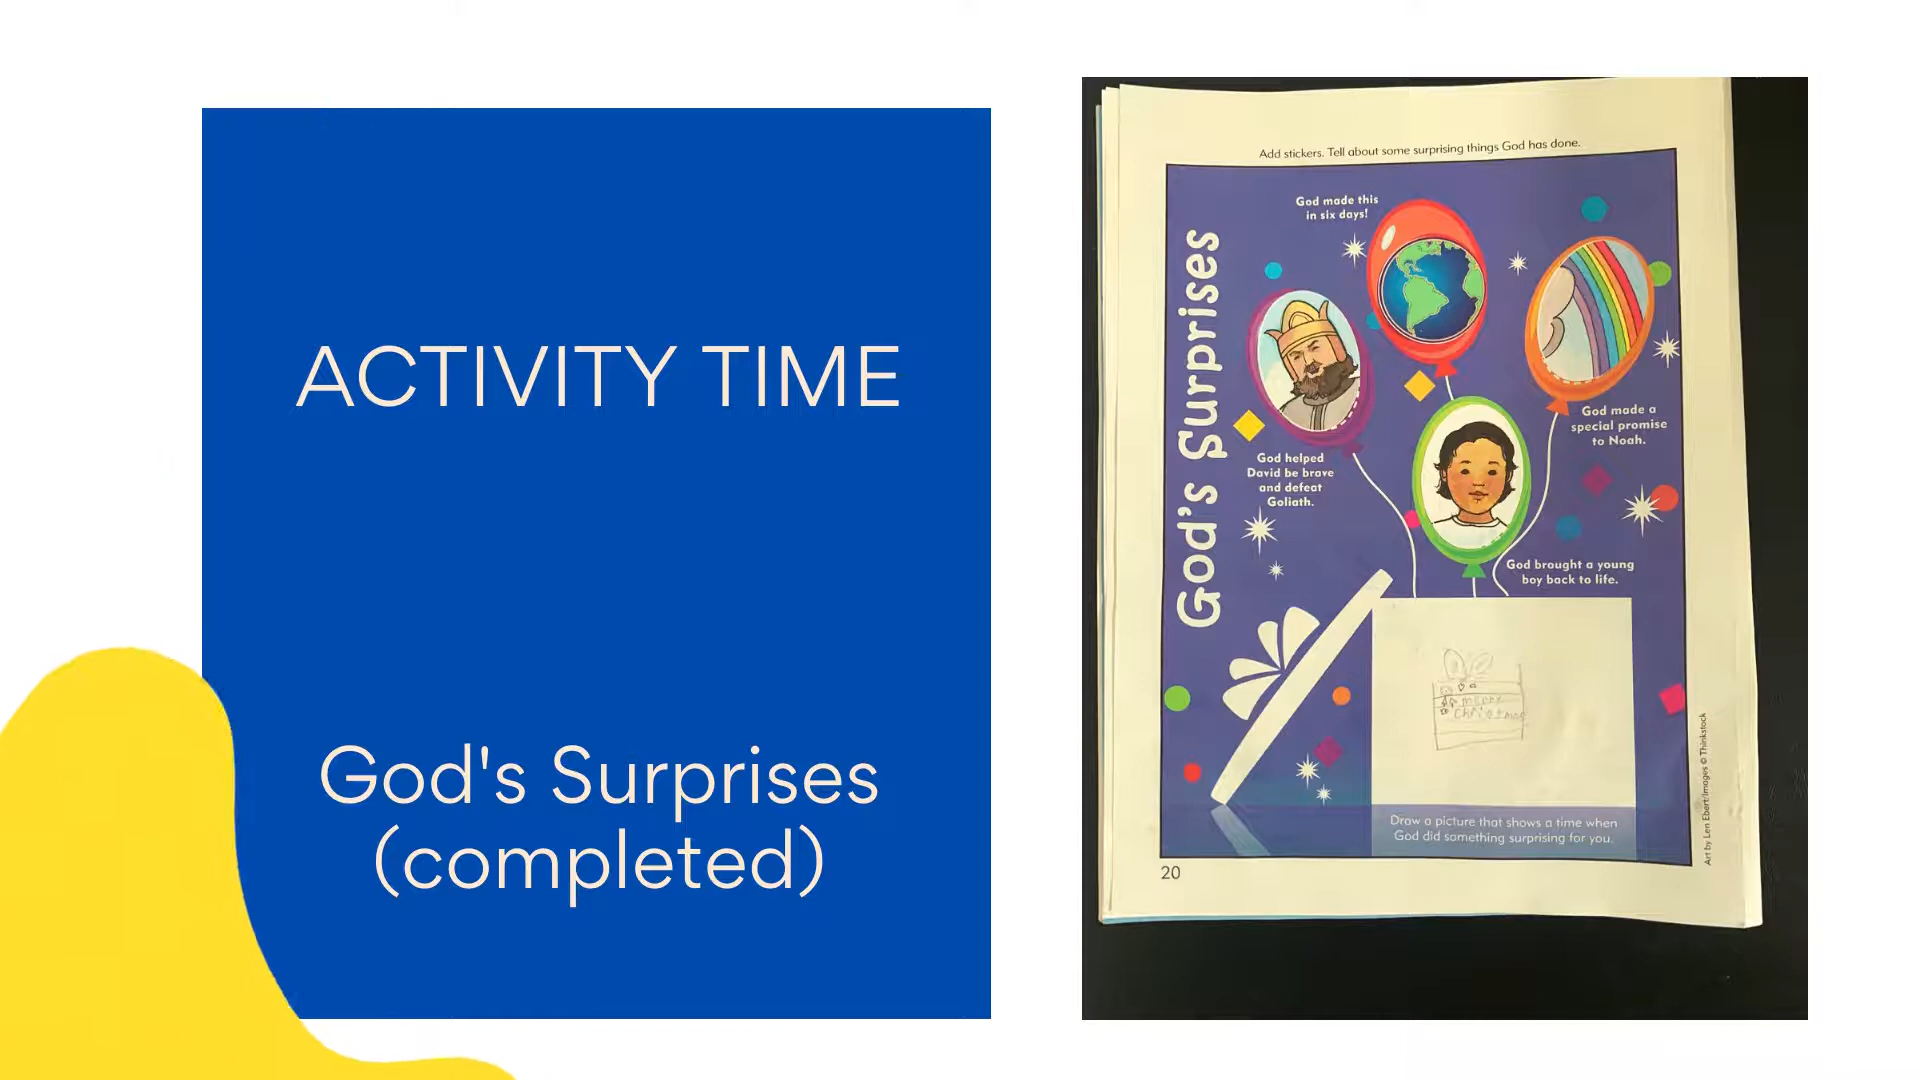 ACTIVITY TIME
God's Surprises
(completed)
Add stickers. Tell about some surprising things God has done.
God's Surprises
God made this
in six days!
God helped
David be brave
and defeat
Goliath.
God made a
special promise
to Noah.
God brought a young
boy back to life.
merry
christmas
Draw a picture that shows a time when
God did something surprising for you.
20
Art by Len Ebert/Images © Thinkstock